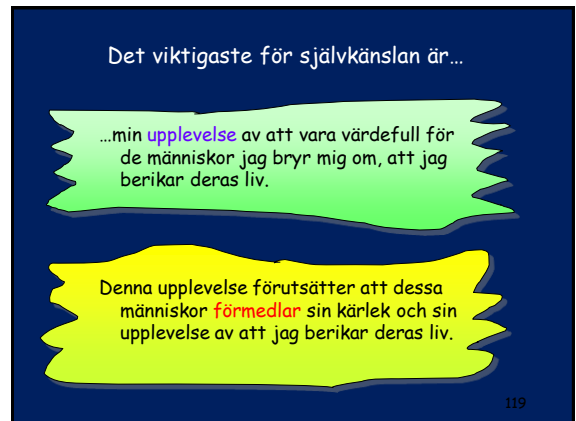 Det viktigaste för självkänslan är…
…min upplevelse av att vara värdefull för
de människor jag bryr mig om, att jag
berikar deras liv.
Denna upplevelse förutsätter att dessa
människor förmedlar sin kärlek och sin
upplevelse av att jag berikar deras liv.
119